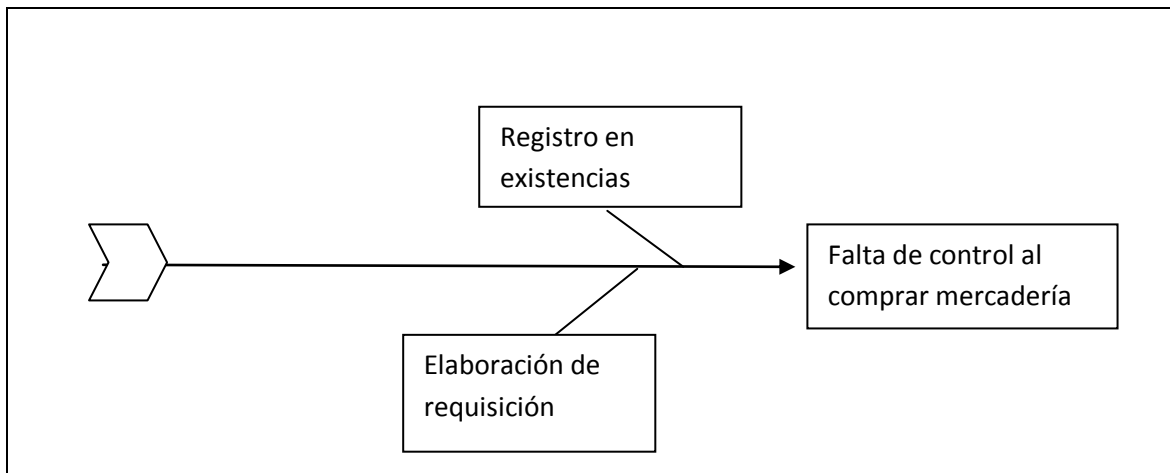 Registro en
existencias
Falta de control al
comprar mercadería
Elaboración de
requisición